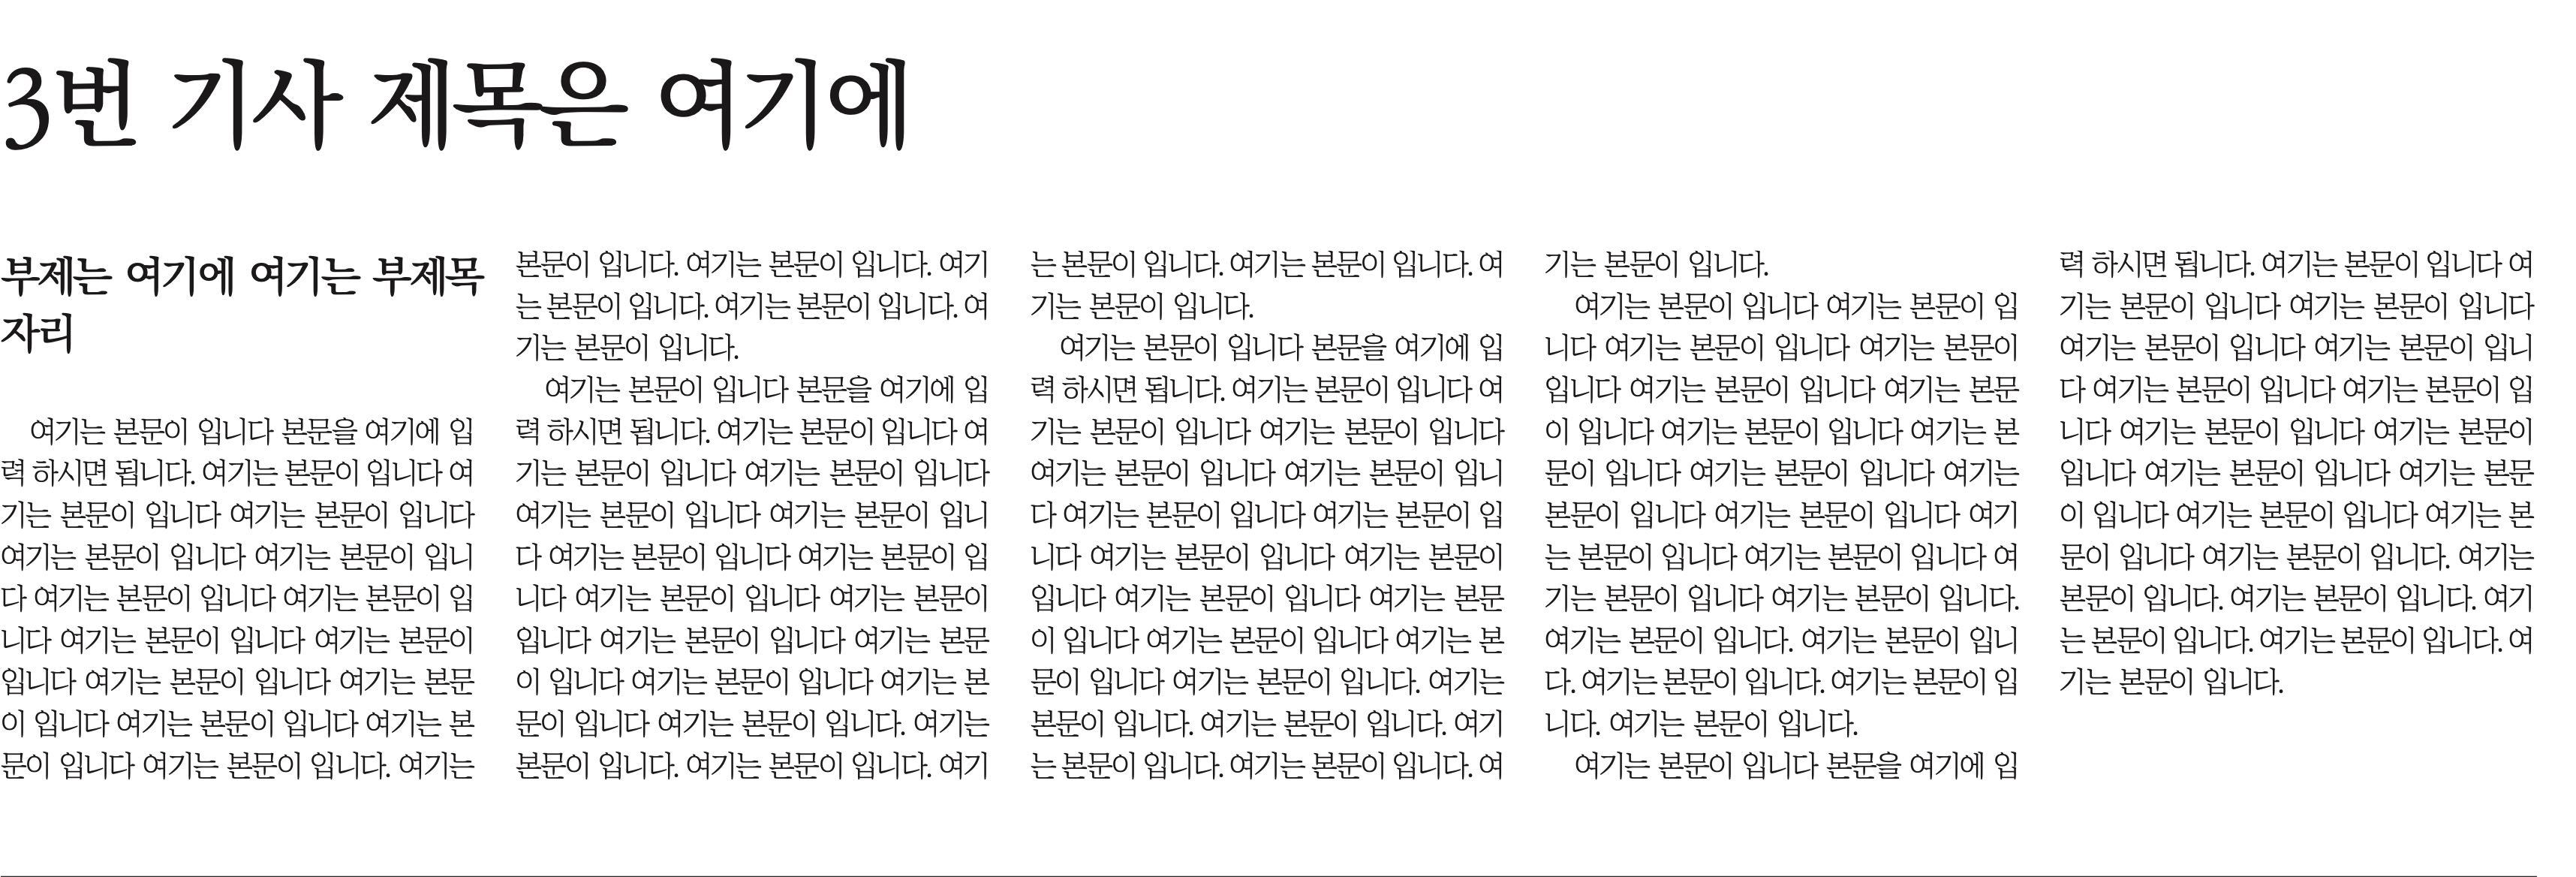 3번 기사 제목은 여기에
부제는 여기에 여기는 부제목
자리
여기는 본문이 입니다 본문을 여기에 입
력 하시면 됩니다. 여기는 본문이 입니다 여
기는 본문이 입니다 여기는 본문이 입니다
여기는 본문이 입니다 여기는 본문이 입니
다 여기는 본문이 입니다 여기는 본문이 입
니다 여기는 본문이 입니다 여기는 본문이
입니다 여기는 본문이 입니다 여기는 본문
이 입니다 여기는 본문이 입니다 여기는 본
문이 입니다 여기는 본문이 입니다. 여기는
본문이 입니다. 여기는 본문이 입니다. 여기
는 본문이 입니다. 여기는 본문이 입니다. 여
기는 본문이 입니다.
여기는 본문이 입니다 본문을 여기에 입
력 하시면 됩니다. 여기는 본문이 입니다 여
기는 본문이 입니다 여기는 본문이 입니다
여기는 본문이 입니다 여기는 본문이 입니
다 여기는 본문이 입니다 여기는 본문이 입
니다 여기는 본문이 입니다 여기는 본문이
입니다 여기는 본문이 입니다 여기는 본문
이 입니다 여기는 본문이 입니다 여기는 본
문이 입니다 여기는 본문이 입니다. 여기는
본문이 입니다. 여기는 본문이 입니다. 여기
는 본문이 입니다. 여기는 본문이 입니다. 여
기는 본문이 입니다.
여기는 본문이 입니다 본문을 여기에 입
력 하시면 됩니다. 여기는 본문이 입니다 여
기는 본문이 입니다 여기는 본문이 입니다
여기는 본문이 입니다 여기는 본문이 입니
다 여기는 본문이 입니다 여기는 본문이 입
니다 여기는 본문이 입니다 여기는 본문이
입니다 여기는 본문이 입니다 여기는 본문
이 입니다 여기는 본문이 입니다 여기는 본
문이 입니다 여기는 본문이 입니다. 여기는
본문이 입니다. 여기는 본문이 입니다. 여기
는 본문이 입니다. 여기는 본문이 입니다. 여
기는 본문이 입니다.
여기는 본문이 입니다 여기는 본문이 입
니다 여기는 본문이 입니다 여기는 본문이
입니다 여기는 본문이 입니다 여기는 본문
이 입니다 여기는 본문이 입니다 여기는 본
문이 입니다 여기는 본문이 입니다 여기는
본문이 입니다 여기는 본문이 입니다 여기
는 본문이 입니다 여기는 본문이 입니다 여
기는 본문이 입니다 여기는 본문이 입니다.
여기는 본문이 입니다. 여기는 본문이 입니
다. 여기는 본문이 입니다. 여기는 본문이 입
니다. 여기는 본문이 입니다.
여기는 본문이 입니다 본문을 여기에 입
력 하시면 됩니다. 여기는 본문이 입니다 여
기는 본문이 입니다 여기는 본문이 입니다
여기는 본문이 입니다 여기는 본문이 입니
다 여기는 본문이 입니다 여기는 본문이 입
니다 여기는 본문이 입니다 여기는 본문이
입니다 여기는 본문이 입니다 여기는 본문
이 입니다 여기는 본문이 입니다 여기는 본
문이 입니다 여기는 본문이 입니다. 여기는
본문이 입니다. 여기는 본문이 입니다. 여기
는 본문이 입니다. 여기는 본문이 입니다. 여
기는 본문이 입니다.